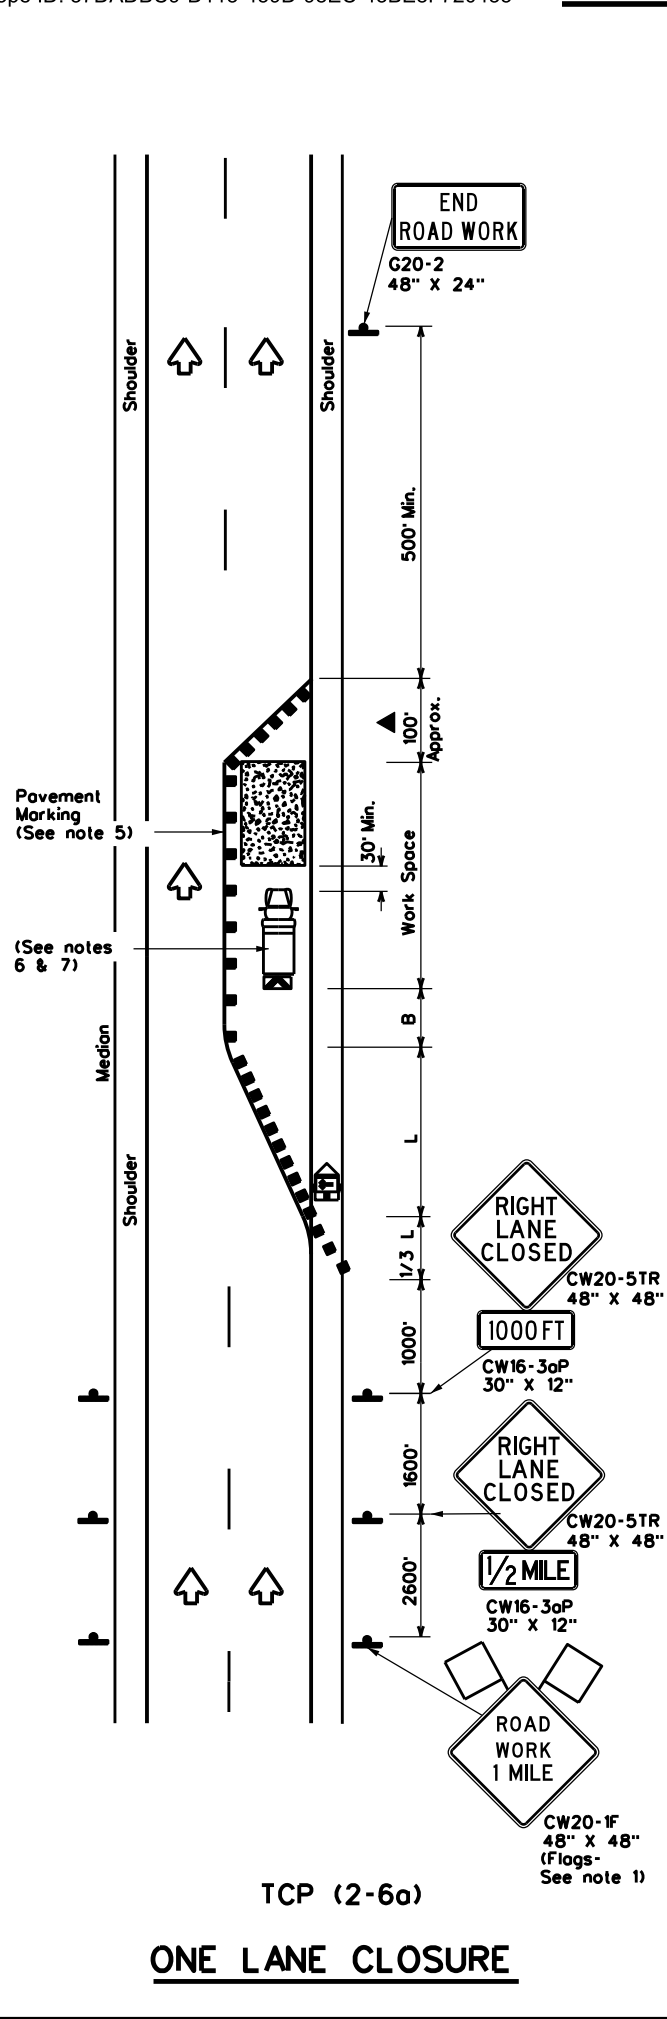 END
ROAD WORK
G20-2
48" X 24"
Shoulder
Shoulder
500' Min.
100'
Approx.
Pavement
Marking
(See note 5)
30' Min.
Work Space
(See notes
6 & 7)
B
Median
L
Shoulder
RIGHT
LANE
CLOSED
1/3 L
CW20-5TR
48" X 48"
1000 FT
1000'
CW16-3aP
30" X 12"
RIGHT
LANE
CLOSED
1600'
CW20-5TR
48" X 48"
1/2 MILE
2600'
CW16-3aP
30" X 12"
ROAD
WORK
1 MILE
CW20-1F
48" X 48"
(Flags-
See note 1)
TCP (2-6a)
ONE LANE CLOSURE